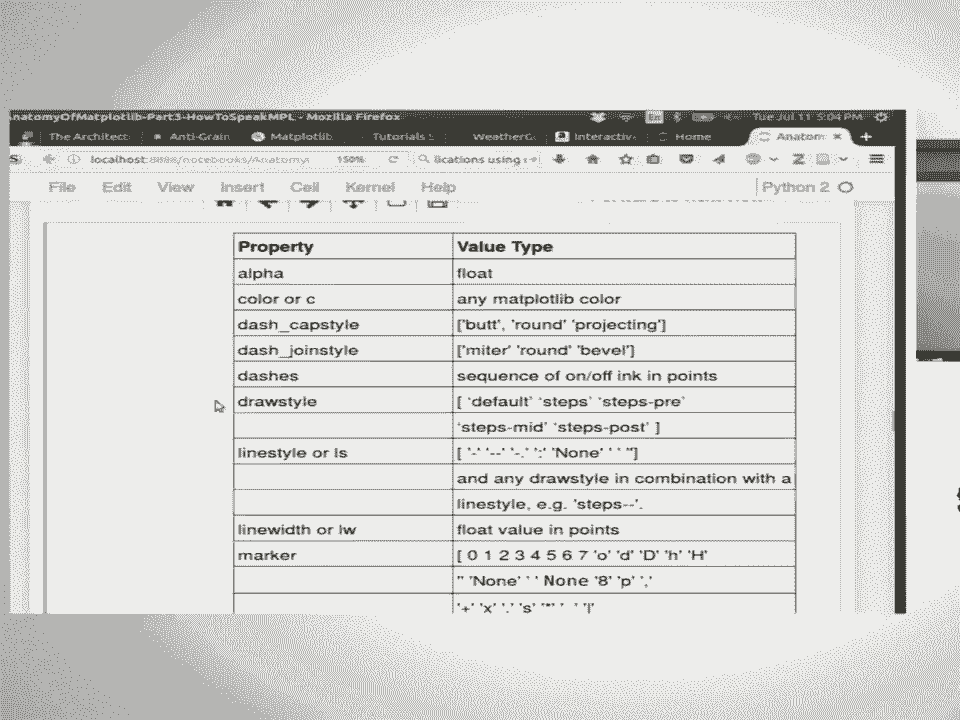 AnatomyOfMatplotlib-Part3-HowToSpeakMPL - Mozilla Firefox En Tue Jul 11 5:04 PM
The Architect: Anti-Grain Matplotlib Tutorials WeatherG Interactiv Home Anatom
localhost:8888/notebooks/Anatomy 150% lications using
File Edit View Insert Cell Kernel Help Python 2
Property Value Type
alpha float
color or c any matplotlib color
dash_capstyle ['butt', 'round' 'projecting']
dash_joinstyle ['miter' 'round' 'bevel']
dashes sequence of on/off ink in points
drawstyle [ 'default' 'steps' 'steps-pre'
'steps-mid' 'steps-post' ]
linestyle or ls [ '-' '--' '-.' ':' 'None' ' ' '']
and any drawstyle in combination with a
linestyle, e.g. 'steps--'.
linewidth or lw float value in points
marker [ 0 1 2 3 4 5 6 7 'o' 'd' 'D' 'h' 'H'
'' 'None' ' ' None '8' 'p' ','
'+' 'x' '.' 's' '*' '_' '|'